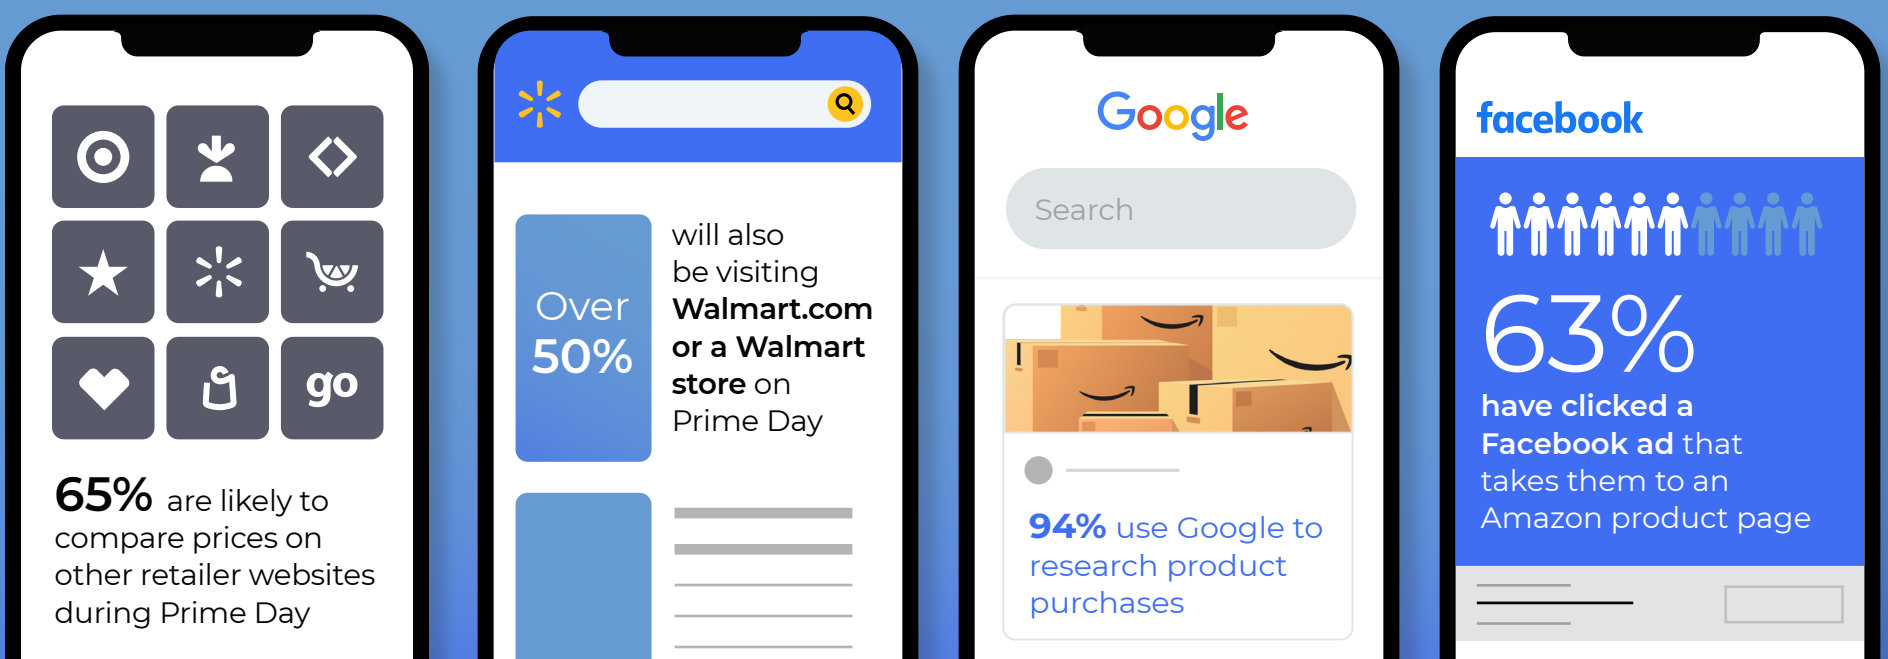 go
65% are likely to
compare prices on
other retailer websites
during Prime Day
Over
50%
will also
be visiting
Walmart.com
or a Walmart
store on
Prime Day
Google
Search
94% use Google to
research product
purchases
facebook
63%
have clicked a
Facebook ad that
takes them to an
Amazon product page